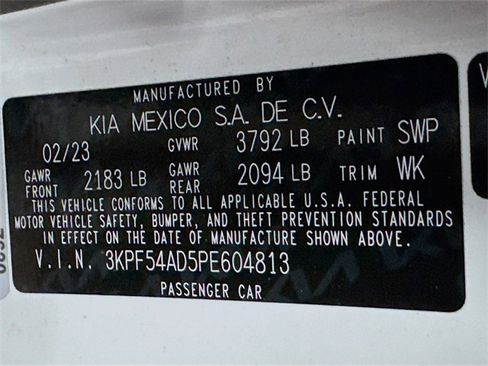 MANUFACTURED BY
KIA MEXICO S.A. DE C.V.
02/23 GVWR 3792 LB PAINT SWP
GAWR FRONT 2183 LB GAWR REAR 2094 LB TRIM WK
THIS VEHICLE CONFORMS TO ALL APPLICABLE U.S.A. FEDERAL
MOTOR VEHICLE SAFETY, BUMPER, AND THEFT PREVENTION STANDARDS
IN EFFECT ON THE DATE OF MANUFACTURE SHOWN ABOVE.
V.I.N. 3KPF54AD5PE604813
PASSENGER CAR